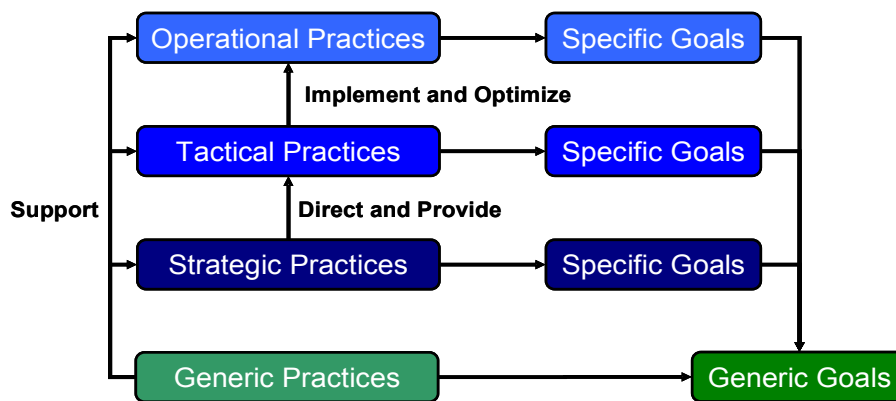 Operational Practices
Specific Goals
Implement and Optimize
Tactical Practices
Specific Goals
Support
Direct and Provide
Strategic Practices
Specific Goals
Generic Practices
Generic Goals